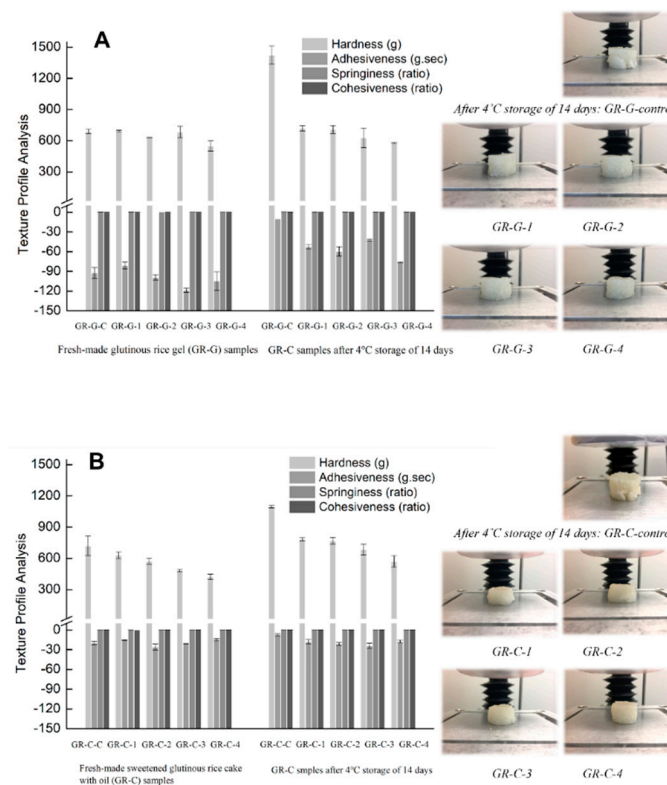 A
1500
1200
900
600
300
0
-30
-60
-90
-120
-150
Texture Profile Analysis
Hardness (g)
Adhesiveness (g.sec)
Springiness (ratio)
Cohesiveness (ratio)
GR-G-C GR-G-1 GR-G-2 GR-G-3 GR-G-4
GR-G-C GR-G-1 GR-G-2 GR-G-3 GR-G-4
Fresh-made glutinous rice gel (GR-G) samples
GR-C samples after 4°C storage of 14 days
After 4°C storage of 14 days: GR-G-contro
GR-G-1 GR-G-2
GR-G-3 GR-G-4
B
1500
1200
900
600
300
0
-30
-60
-90
-120
-150
Texture Profile Analysis
Hardness (g)
Adhesiveness (g.sec)
Springiness (ratio)
Cohesiveness (ratio)
GR-C-C GR-C-1 GR-C-2 GR-C-3 GR-C-4
GR-C-C GR-C-1 GR-C-2 GR-C-3 GR-C-4
Fresh-made sweetened glutinous rice cake
with oil (GR-C) samples
GR-C smples after 4°C storage of 14 days
After 4°C storage of 14 days: GR-C-contro
GR-C-1 GR-C-2
GR-C-3 GR-C-4